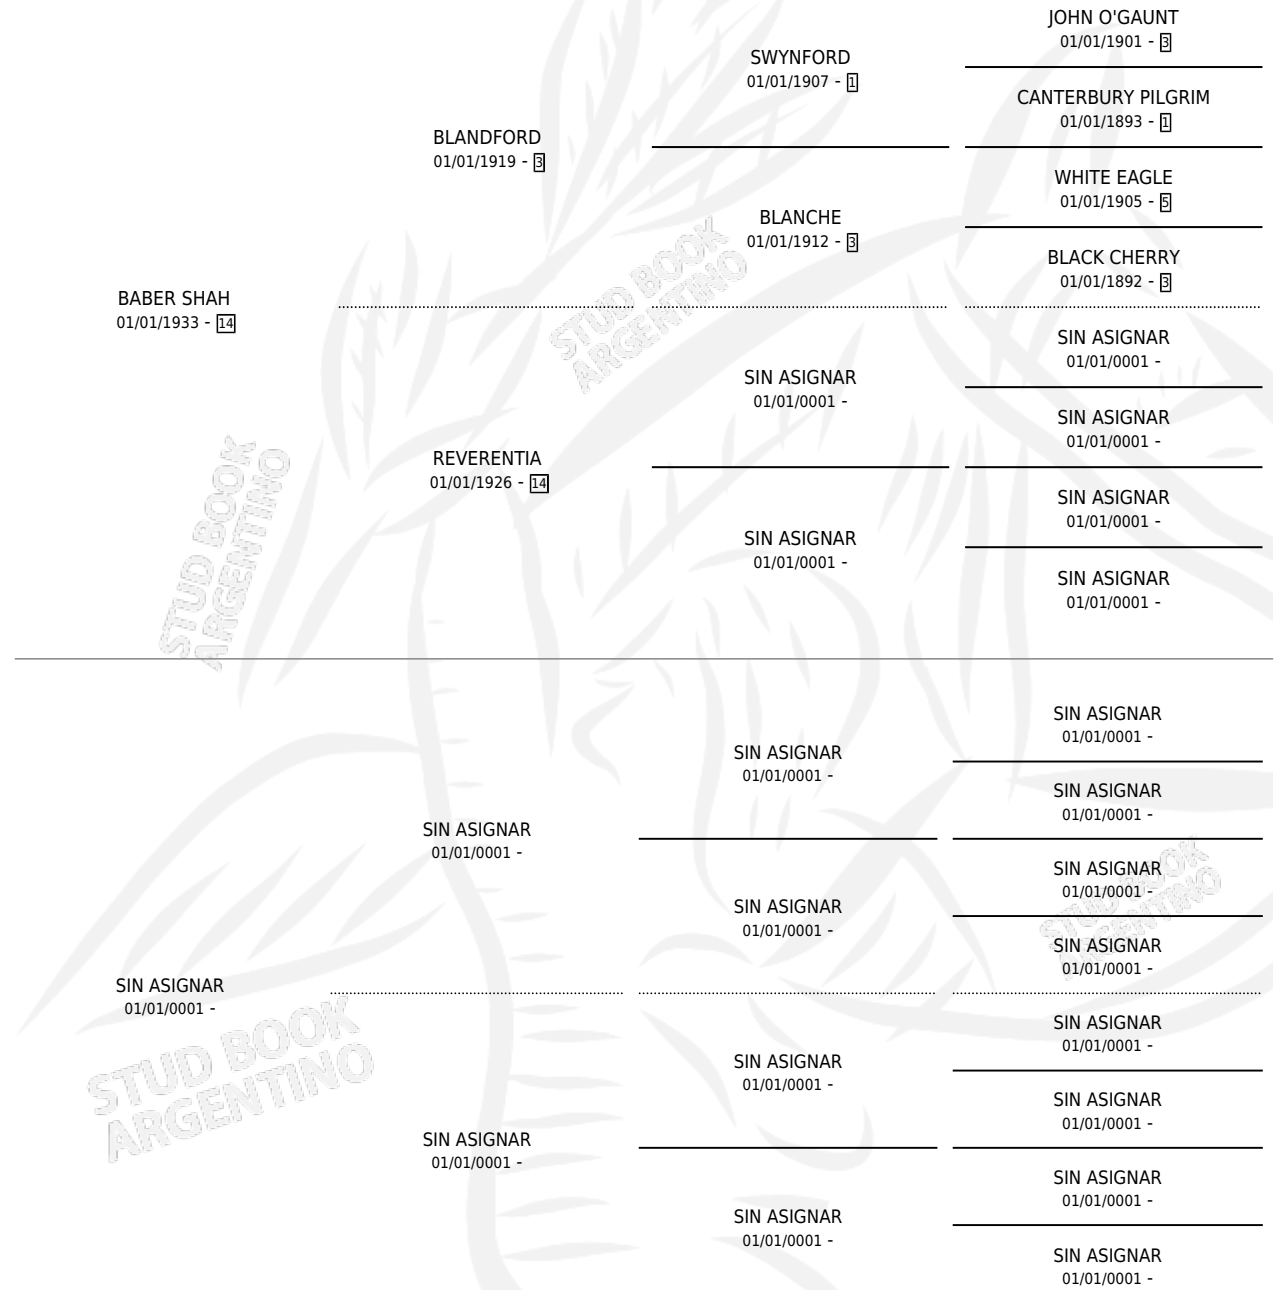 JOHN O'GAUNT
01/01/1901 - 3
SWYNFORD
01/01/1907 - 1
CANTERBURY PILGRIM
01/01/1893 - 1
BLANDFORD
01/01/1919 - 3
WHITE EAGLE
01/01/1905 - 5
BLANCHE
01/01/1912 - 3
BLACK CHERRY
01/01/1892 - 3
BABER SHAH
01/01/1933 - 14
STUD BOOK
ARGENTINO
SIN ASIGNAR
01/01/0001 -
SIN ASIGNAR
01/01/0001 -
SIN ASIGNAR
01/01/0001 -
REVERENTIA
01/01/1926 - 14
SIN ASIGNAR
01/01/0001 -
SIN ASIGNAR
01/01/0001 -
SIN ASIGNAR
01/01/0001 -
STUD BOOK
ARGENTINO
SIN ASIGNAR
01/01/0001 -
SIN ASIGNAR
01/01/0001 -
SIN ASIGNAR
01/01/0001 -
SIN ASIGNAR
01/01/0001 -
SIN ASIGNAR
01/01/0001 -
SIN ASIGNAR
01/01/0001 -
STUD BOOK
ARGENTINO
SIN ASIGNAR
01/01/0001 -
SIN ASIGNAR
01/01/0001 -
STUD BOOK
ARGENTINO
SIN ASIGNAR
01/01/0001 -
SIN ASIGNAR
01/01/0001 -
SIN ASIGNAR
01/01/0001 -
SIN ASIGNAR
01/01/0001 -
SIN ASIGNAR
01/01/0001 -
SIN ASIGNAR
01/01/0001 -
SIN ASIGNAR
01/01/0001 -